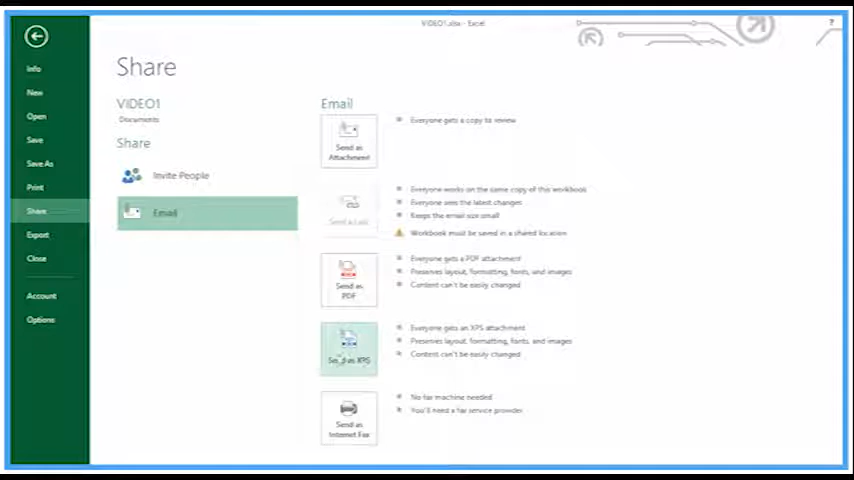 VIDEO1.xlsx - Excel
?
Share
Info
New
Open
Save
Save As
Print
Share
Export
Close
Account
Options
VIDEO1
Documents
Share
Invite People
Email
Email
Send as
Attachment
Everyone gets a copy to review
Send a Link
Everyone works on the same copy of this workbook
Everyone sees the latest changes
Keeps the email size small
Workbook must be saved in a shared location
Send as
PDF
Everyone gets a PDF attachment
Preserves layout, formatting, fonts, and images
Content can't be easily changed
Send as XPS
Everyone gets an XPS attachment
Preserves layout, formatting, fonts, and images
Content can't be easily changed
Send as
Internet Fax
No fax machine needed
You'll need a fax service provider